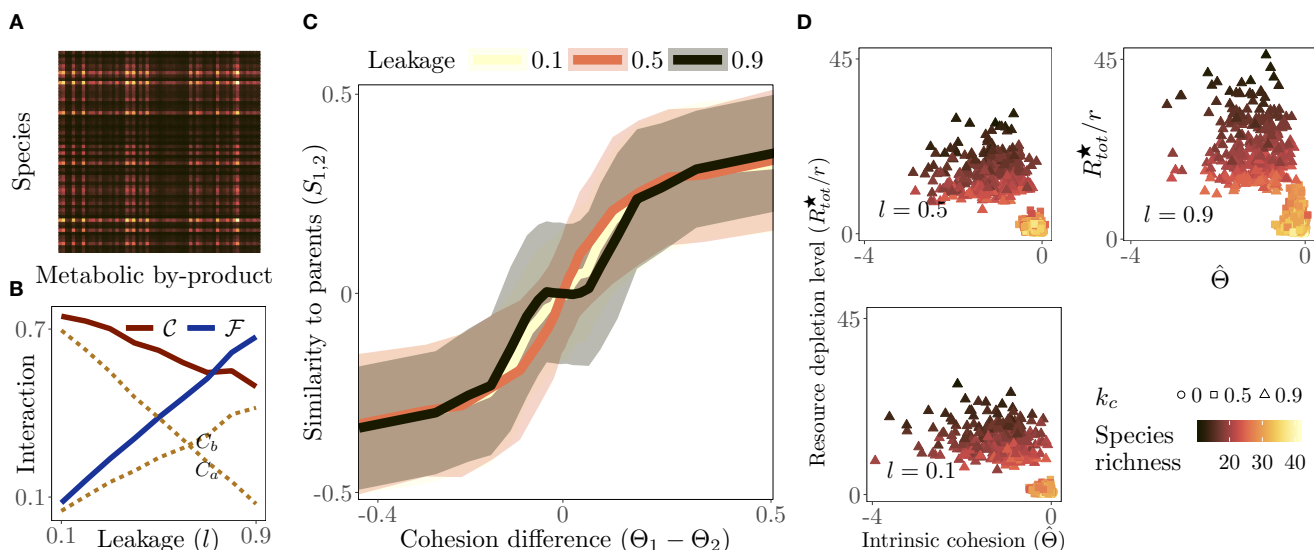 A
Species
Metabolic by-product
B
Interaction
0.7
0.1
C F
C_b
C_a
0.1 0.9
Leakage (l)
C
Leakage 0.1 0.5 0.9
Similarity to parents (S_{1,2})
0.5
0
-0.5
-0.4 0 0.5
Cohesion difference (Θ_1 − Θ_2)
D
Resource depletion level (R^★_{tot}/r)
45
0
l = 0.5
-4 0
R^★_{tot}/r
45
0
l = 0.9
-4 0
Θ̂
45
0
l = 0.1
-4 0
Intrinsic cohesion (Θ̂)
k_c ○ 0 □ 0.5 △ 0.9
Species
richness
20 30 40